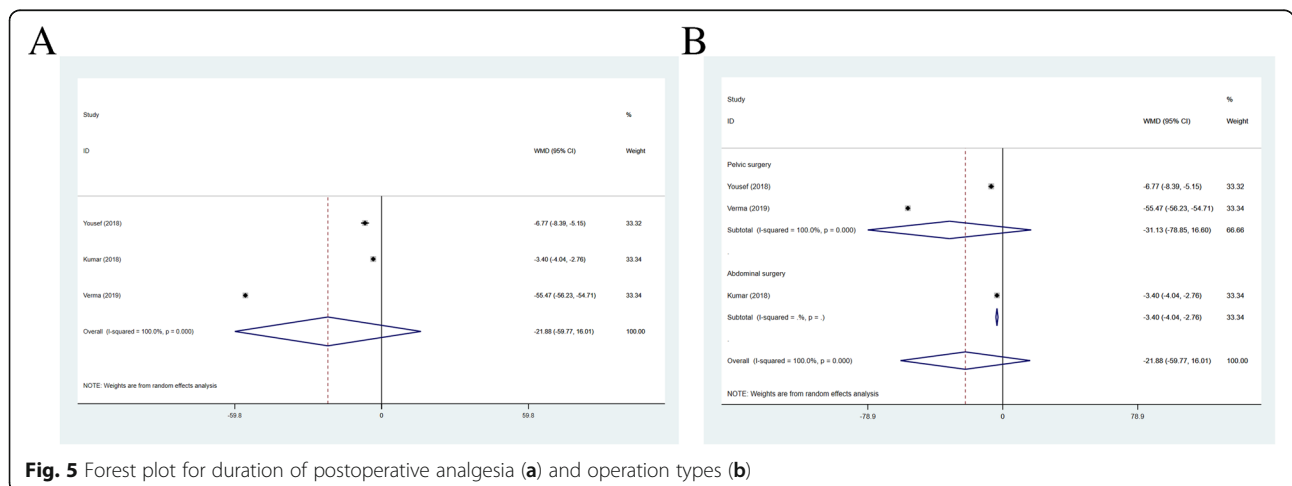 A
Study %
ID WMD (95% CI) Weight
Yousef (2018) -6.77 (-8.39, -5.15) 33.32
Kumar (2018) -3.40 (-4.04, -2.76) 33.34
Verma (2019) -55.47 (-56.23, -54.71) 33.34
Overall (I-squared = 100.0%, p = 0.000) -21.88 (-59.77, 16.01) 100.00
NOTE: Weights are from random effects analysis
-59.8 0 59.8
B
Study %
ID WMD (95% CI) Weight
Pelvic surgery
Yousef (2018) -6.77 (-8.39, -5.15) 33.32
Verma (2019) -55.47 (-56.23, -54.71) 33.34
Subtotal (I-squared = 100.0%, p = 0.000) -31.13 (-78.85, 16.60) 66.66
.
Abdominal surgery
Kumar (2018) -3.40 (-4.04, -2.76) 33.34
Subtotal (I-squared = .%, p = .) -3.40 (-4.04, -2.76) 33.34
.
Overall (I-squared = 100.0%, p = 0.000) -21.88 (-59.77, 16.01) 100.00
NOTE: Weights are from random effects analysis
-78.9 0 78.9
Fig. 5 Forest plot for duration of postoperative analgesia (a) and operation types (b)